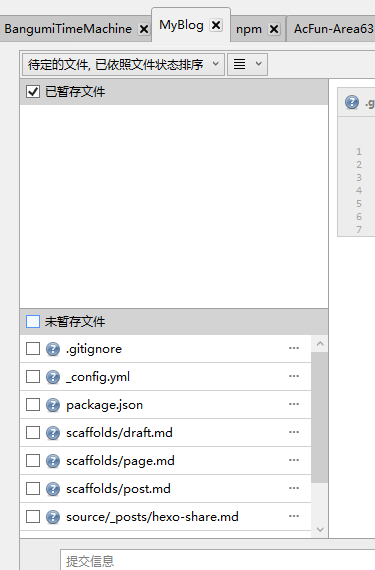 BangumiTimeMachine MyBlog npm AcFun-Area63
待定的文件, 已依照文件状态排序
已暂存文件
.g
1
2
3
4
5
6
7
未暂存文件
.gitignore
_config.yml
package.json
scaffolds/draft.md
scaffolds/page.md
scaffolds/post.md
source/_posts/hexo-share.md
提交信息